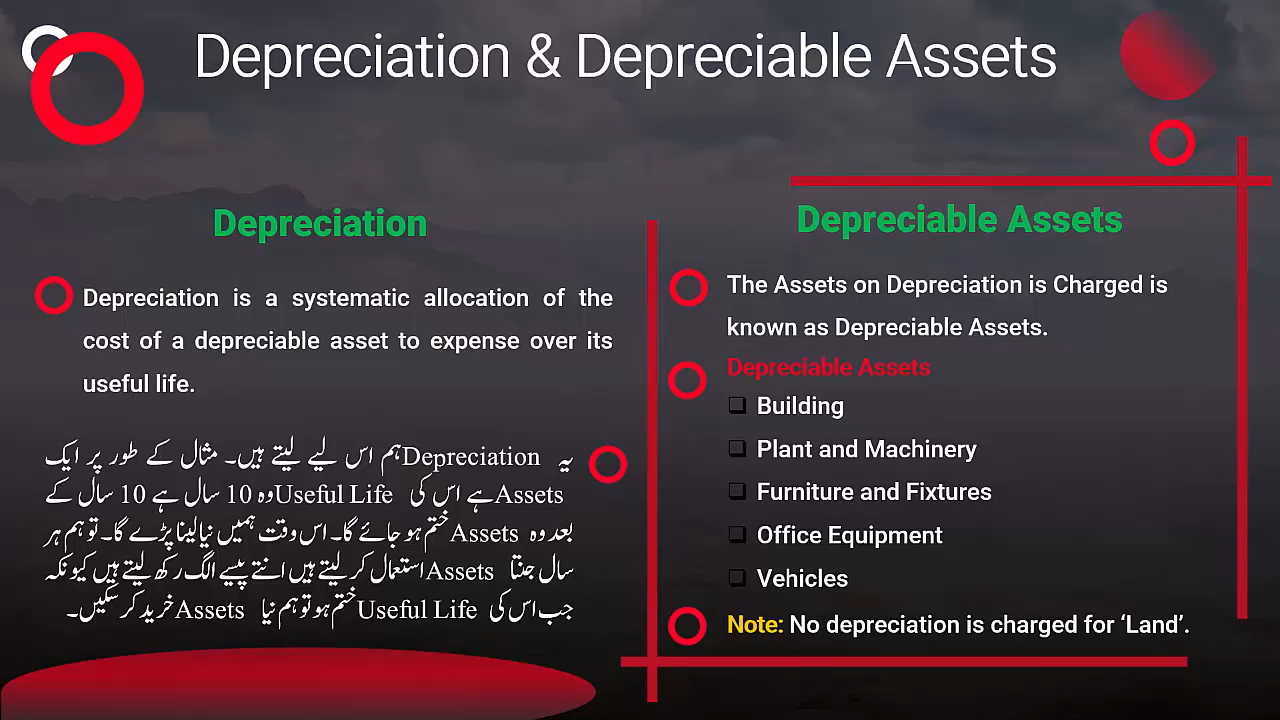 Depreciation & Depreciable Assets
Depreciation
Depreciation is a systematic allocation of the
cost of a depreciable asset to expense over its
useful life.
یہ Depreciation ہم اس لیے لیتے ہیں۔ مثال کے طور پر ایک
Assets ہے اس کی Useful Life وہ 10 سال ہے 10 سال کے
بعد وہ Assets ختم ہو جائے گا۔ اس وقت ہمیں نیا لینا پڑے گا۔ تو ہم ہر
سال جتنا Assets استعمال کر لیتے ہیں اتنے پیسے الگ رکھ لیتے ہیں کیونکہ
جب اس کی Useful Life ختم ہو تو ہم نیا Assets خرید کر سکیں۔
Depreciable Assets
The Assets on Depreciation is Charged is
known as Depreciable Assets.
Depreciable Assets
Building
Plant and Machinery
Furniture and Fixtures
Office Equipment
Vehicles
Note: No depreciation is charged for ‘Land’.